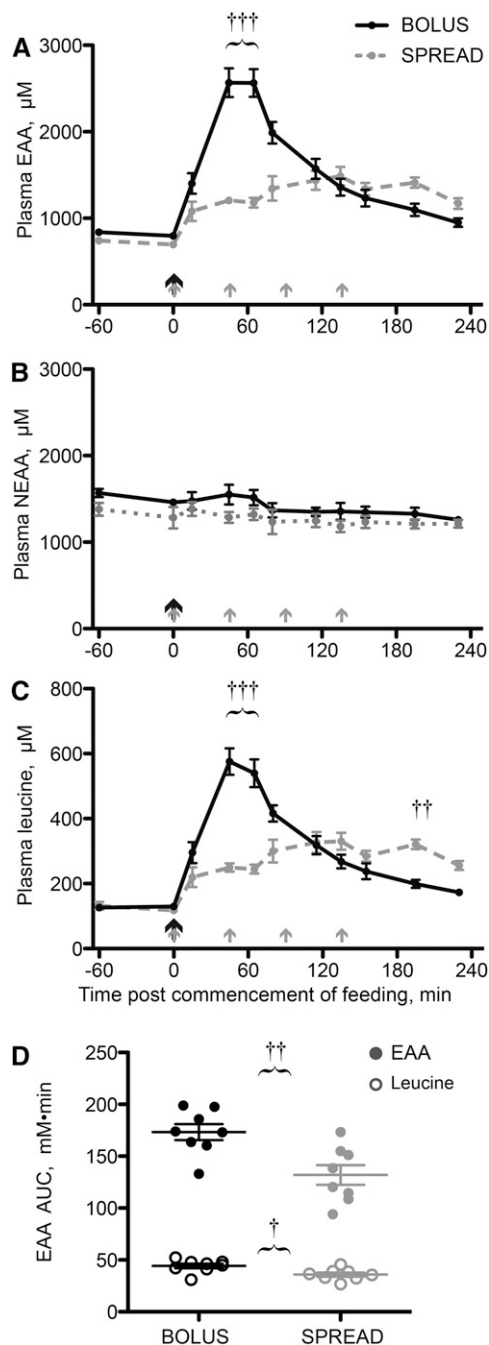 A
†††
BOLUS
SPREAD
Plasma EAA, µM
3000
2000
1000
0
-60 0 60 120 180 240
B
Plasma NEAA, µM
3000
2000
1000
0
-60 0 60 120 180 240
C
†††
††
Plasma leucine, µM
800
600
400
200
0
-60 0 60 120 180 240
Time post commencement of feeding, min
D
††
EAA
Leucine
†
EAA AUC, mM•min
250
200
150
100
50
0
BOLUS SPREAD